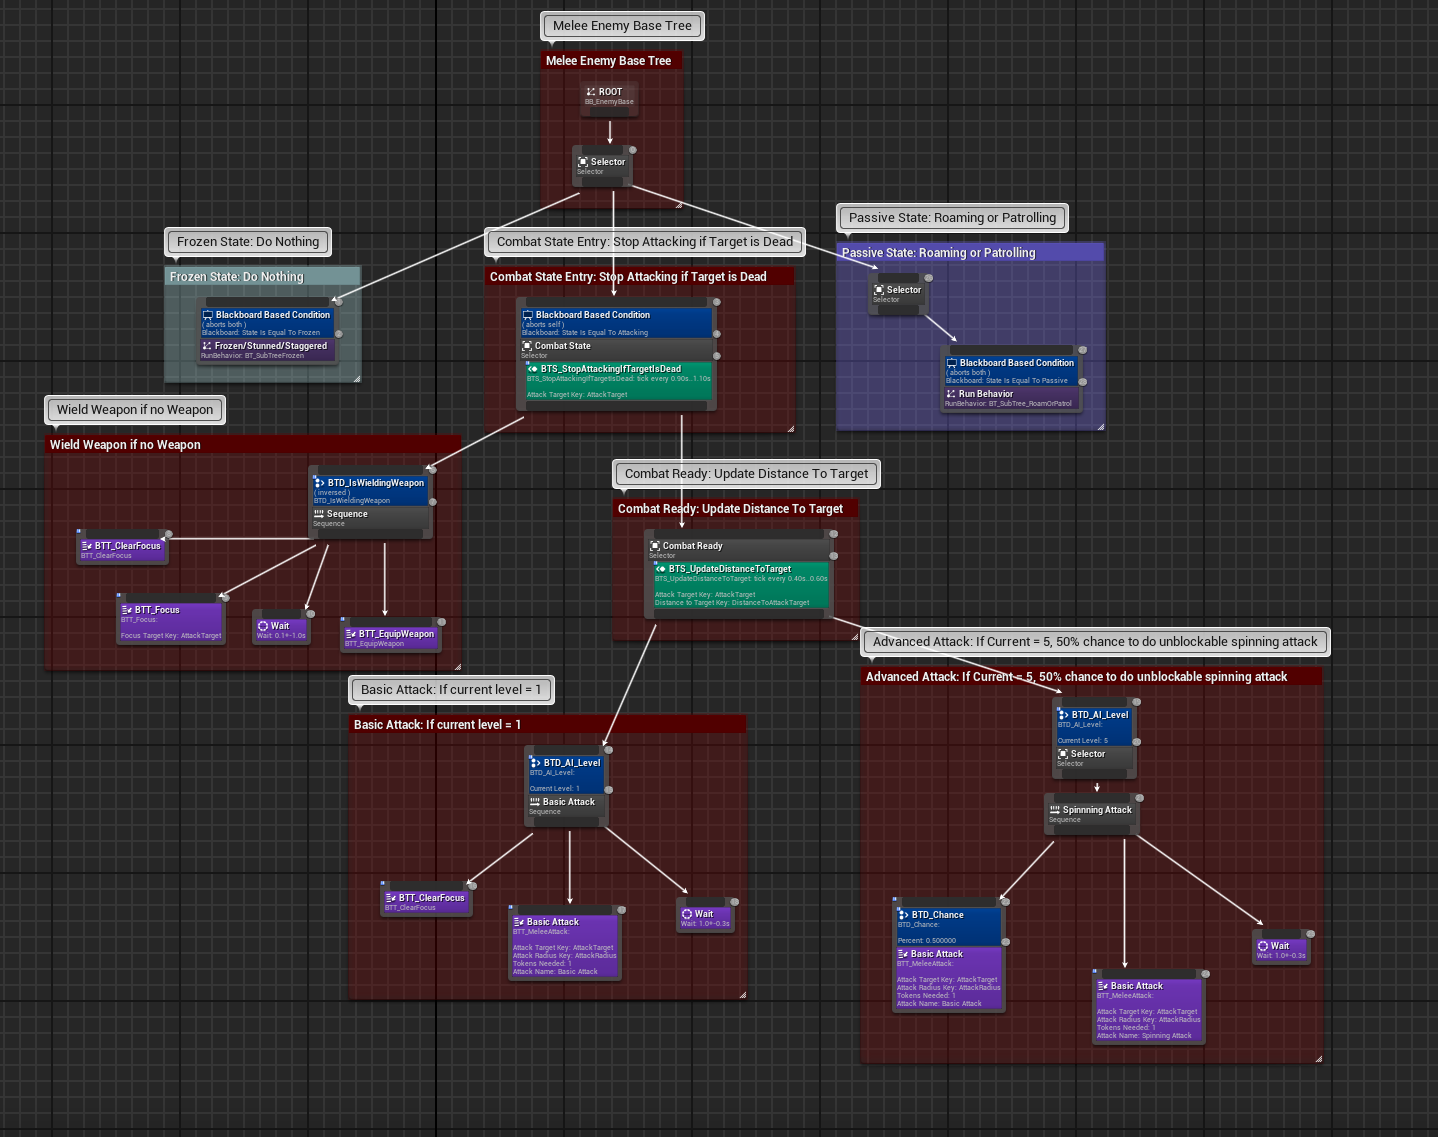 Melee Enemy Base Tree
Melee Enemy Base Tree
ROOT
BB_EnemyBase
Selector
Selector
Frozen State: Do Nothing
Frozen State: Do Nothing
Blackboard Based Condition
( aborts both )
Blackboard: State Is Equal To Frozen
Frozen/Stunned/Staggered
RunBehavior: BT_SubTreeFrozen
Combat State Entry: Stop Attacking if Target is Dead
Combat State Entry: Stop Attacking if Target is Dead
Blackboard Based Condition
( aborts self )
Blackboard: State Is Equal To Attacking
Combat State
Selector
BTS_StopAttackingIfTargetIsDead
BTS_StopAttackingIfTargetIsDead: tick every 0.90s..1.10s
Attack Target Key: AttackTarget
Passive State: Roaming or Patrolling
Passive State: Roaming or Patrolling
Selector
Selector
Blackboard Based Condition
( aborts both )
Blackboard: State Is Equal To Passive
Run Behavior
RunBehavior: BT_SubTree_RoamOrPatrol
Wield Weapon if no Weapon
Wield Weapon if no Weapon
BTD_IsWieldingWeapon
( inversed )
BTD_IsWieldingWeapon
Sequence
Sequence
BTT_ClearFocus
BTT_ClearFocus
BTT_Focus
BTT_Focus:
Focus Target Key: AttackTarget
Wait
Wait: 0.1+-1.0s
BTT_EquipWeapon
BTT_EquipWeapon
Combat Ready: Update Distance To Target
Combat Ready: Update Distance To Target
Combat Ready
Selector
BTS_UpdateDistanceToTarget
BTS_UpdateDistanceToTarget: tick every 0.40s..0.60s
Attack Target Key: AttackTarget
Distance to Target Key: DistanceToAttackTarget
Basic Attack: If current level = 1
Basic Attack: If current level = 1
BTD_AI_Level
BTD_AI_Level:
Current Level: 1
Basic Attack
Sequence
BTT_ClearFocus
BTT_ClearFocus
Basic Attack
BTT_MeleeAttack:
Attack Target Key: AttackTarget
Attack Radius Key: AttackRadius
Tokens Needed: 1
Attack Name: Basic Attack
Wait
Wait: 1.0+-0.3s
Advanced Attack: If Current = 5, 50% chance to do unblockable spinning attack
Advanced Attack: If Current = 5, 50% chance to do unblockable spinning attack
BTD_AI_Level
BTD_AI_Level:
Current Level: 5
Selector
Selector
Spinnning Attack
Sequence
BTD_Chance
BTD_Chance:
Percent: 0.500000
Basic Attack
BTT_MeleeAttack:
Attack Target Key: AttackTarget
Attack Radius Key: AttackRadius
Tokens Needed: 1
Attack Name: Basic Attack
Basic Attack
BTT_MeleeAttack:
Attack Target Key: AttackTarget
Attack Radius Key: AttackRadius
Tokens Needed: 1
Attack Name: Spinning Attack
Wait
Wait: 1.0+-0.3s